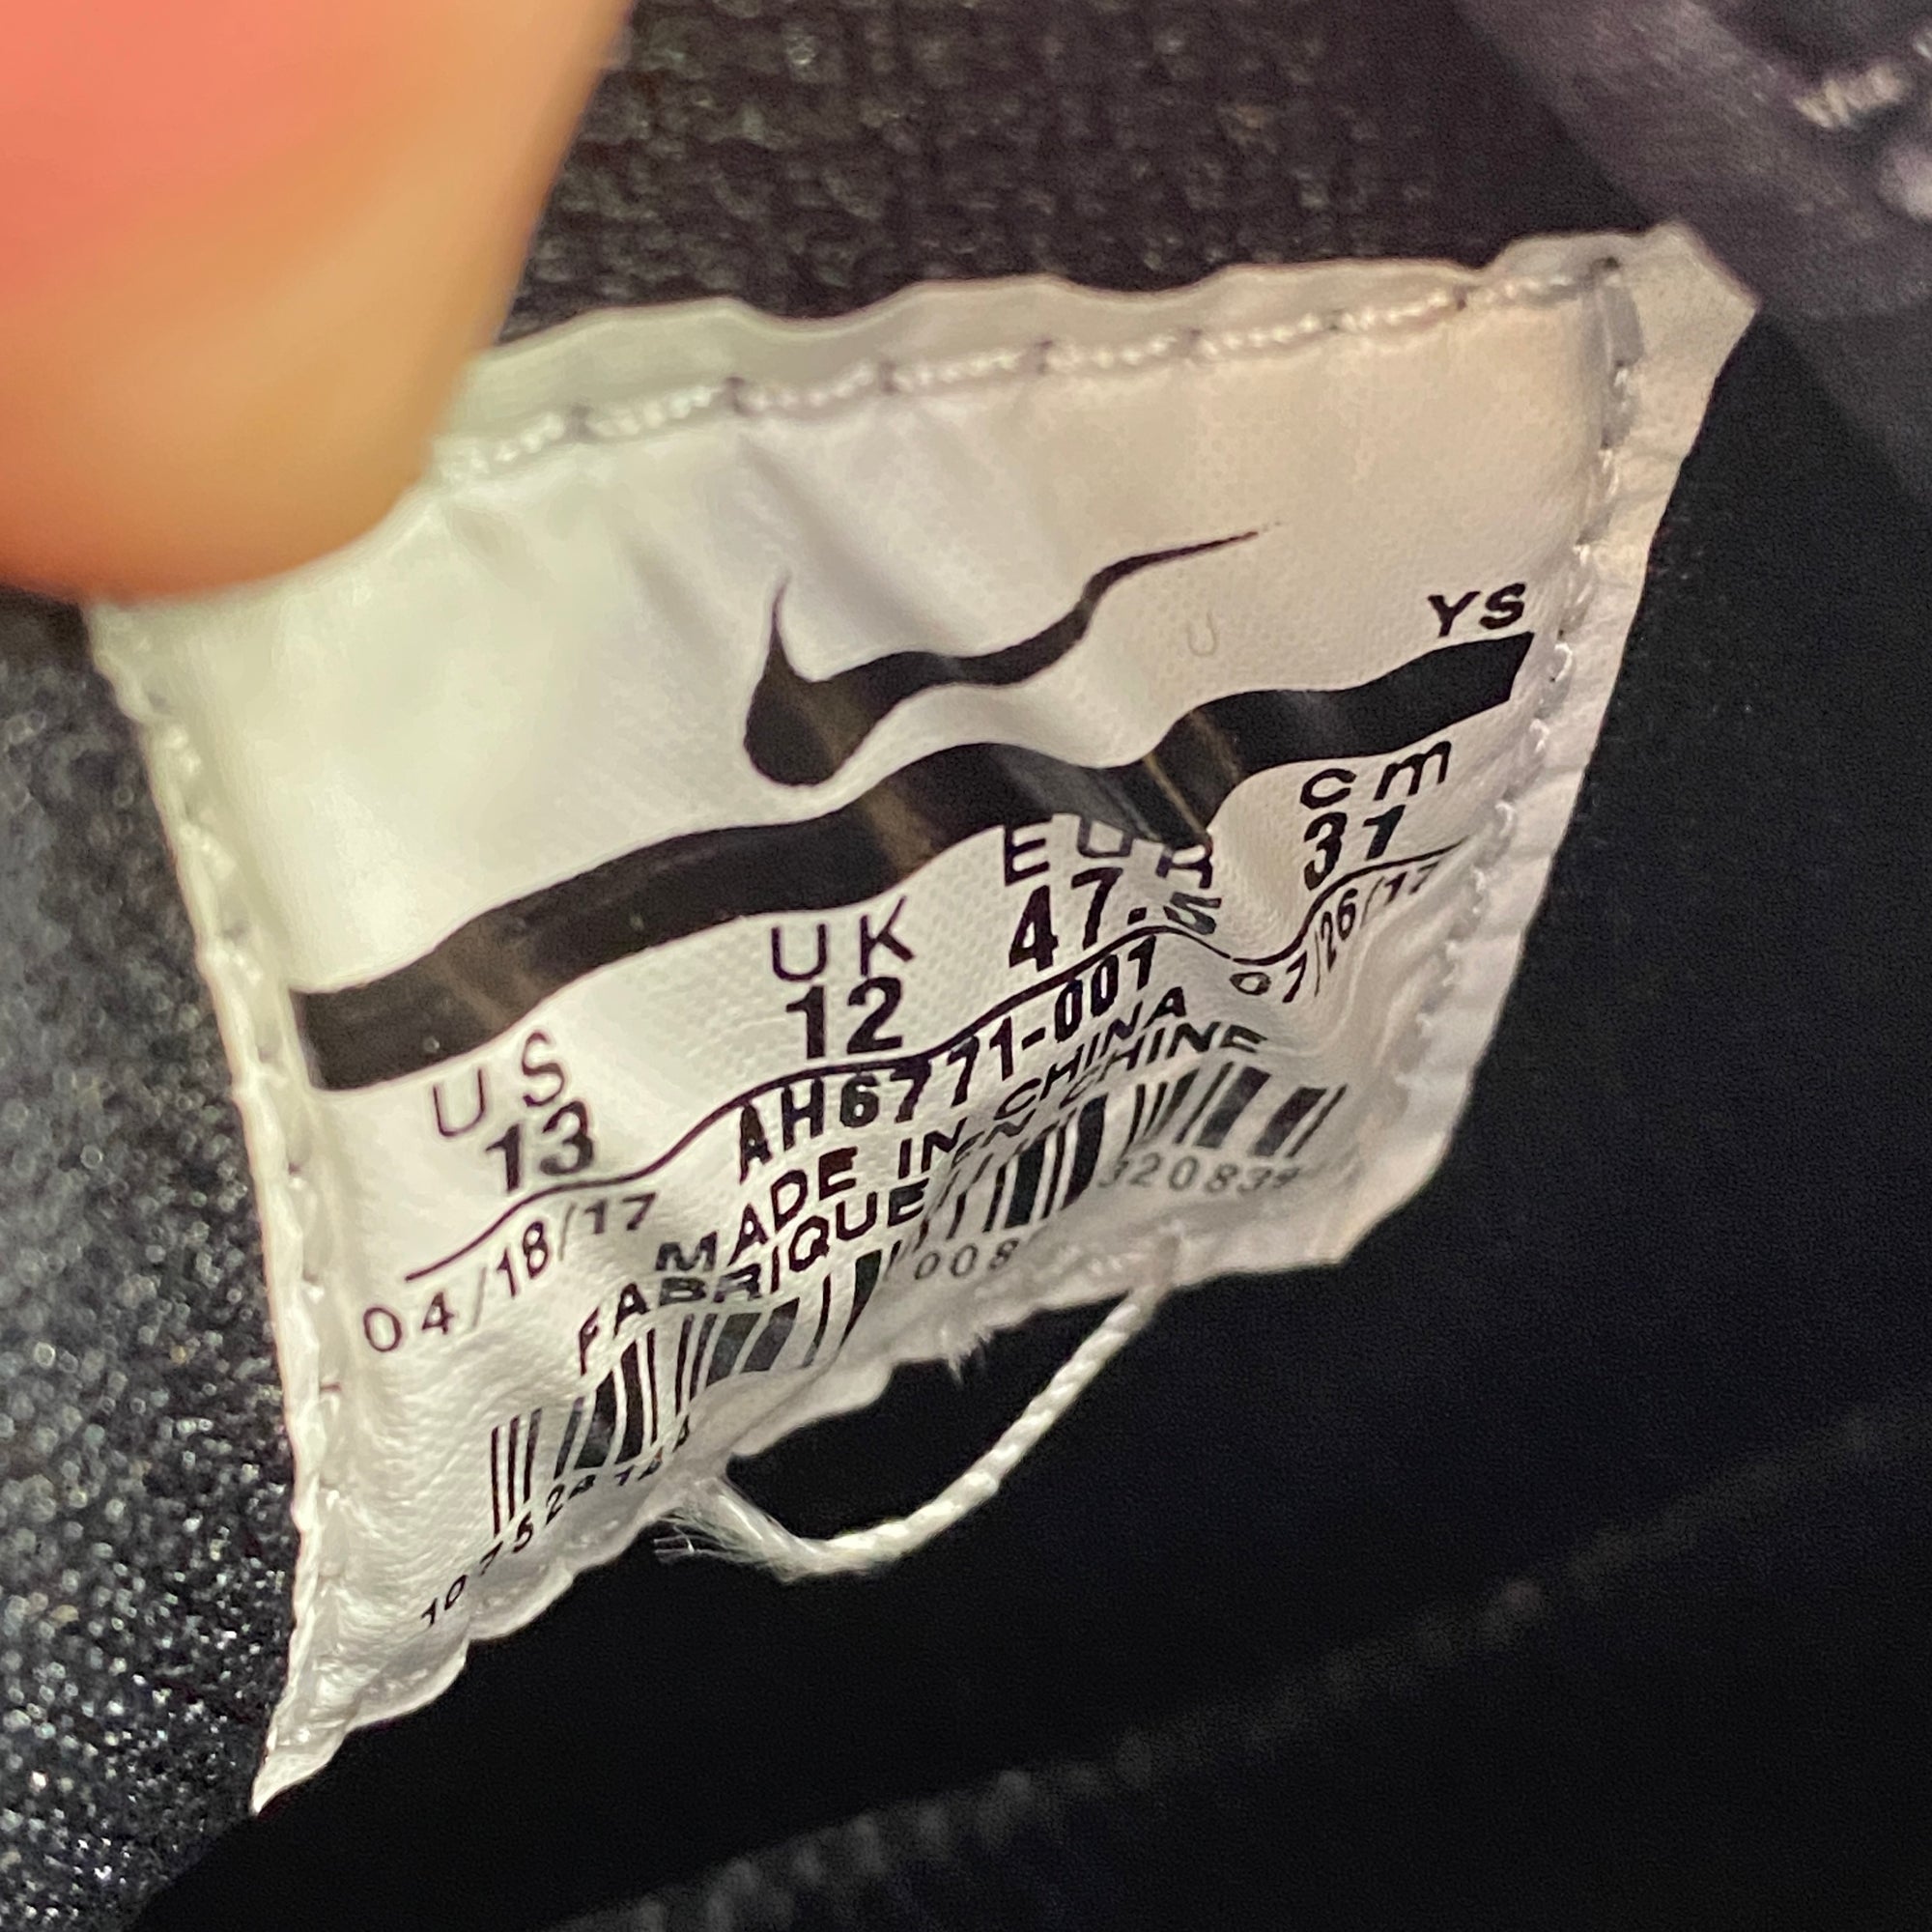 YS
US UK EUR cm
13 12 47.5 31
04/18/17 AH6771-001 07/26/17
MADE IN CHINA
FABRIQUE EN CHINE